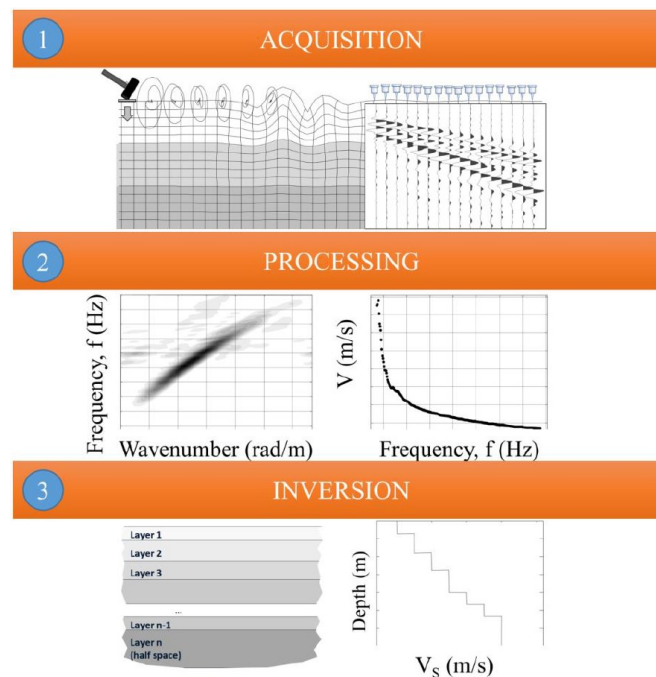 1
ACQUISITION
2
PROCESSING
Frequency, f (Hz)
Wavenumber (rad/m)
V (m/s)
Frequency, f (Hz)
3
INVERSION
Layer 1
Layer 2
Layer 3
...
Layer n-1
Layer n
(half space)
Depth (m)
V_S (m/s)